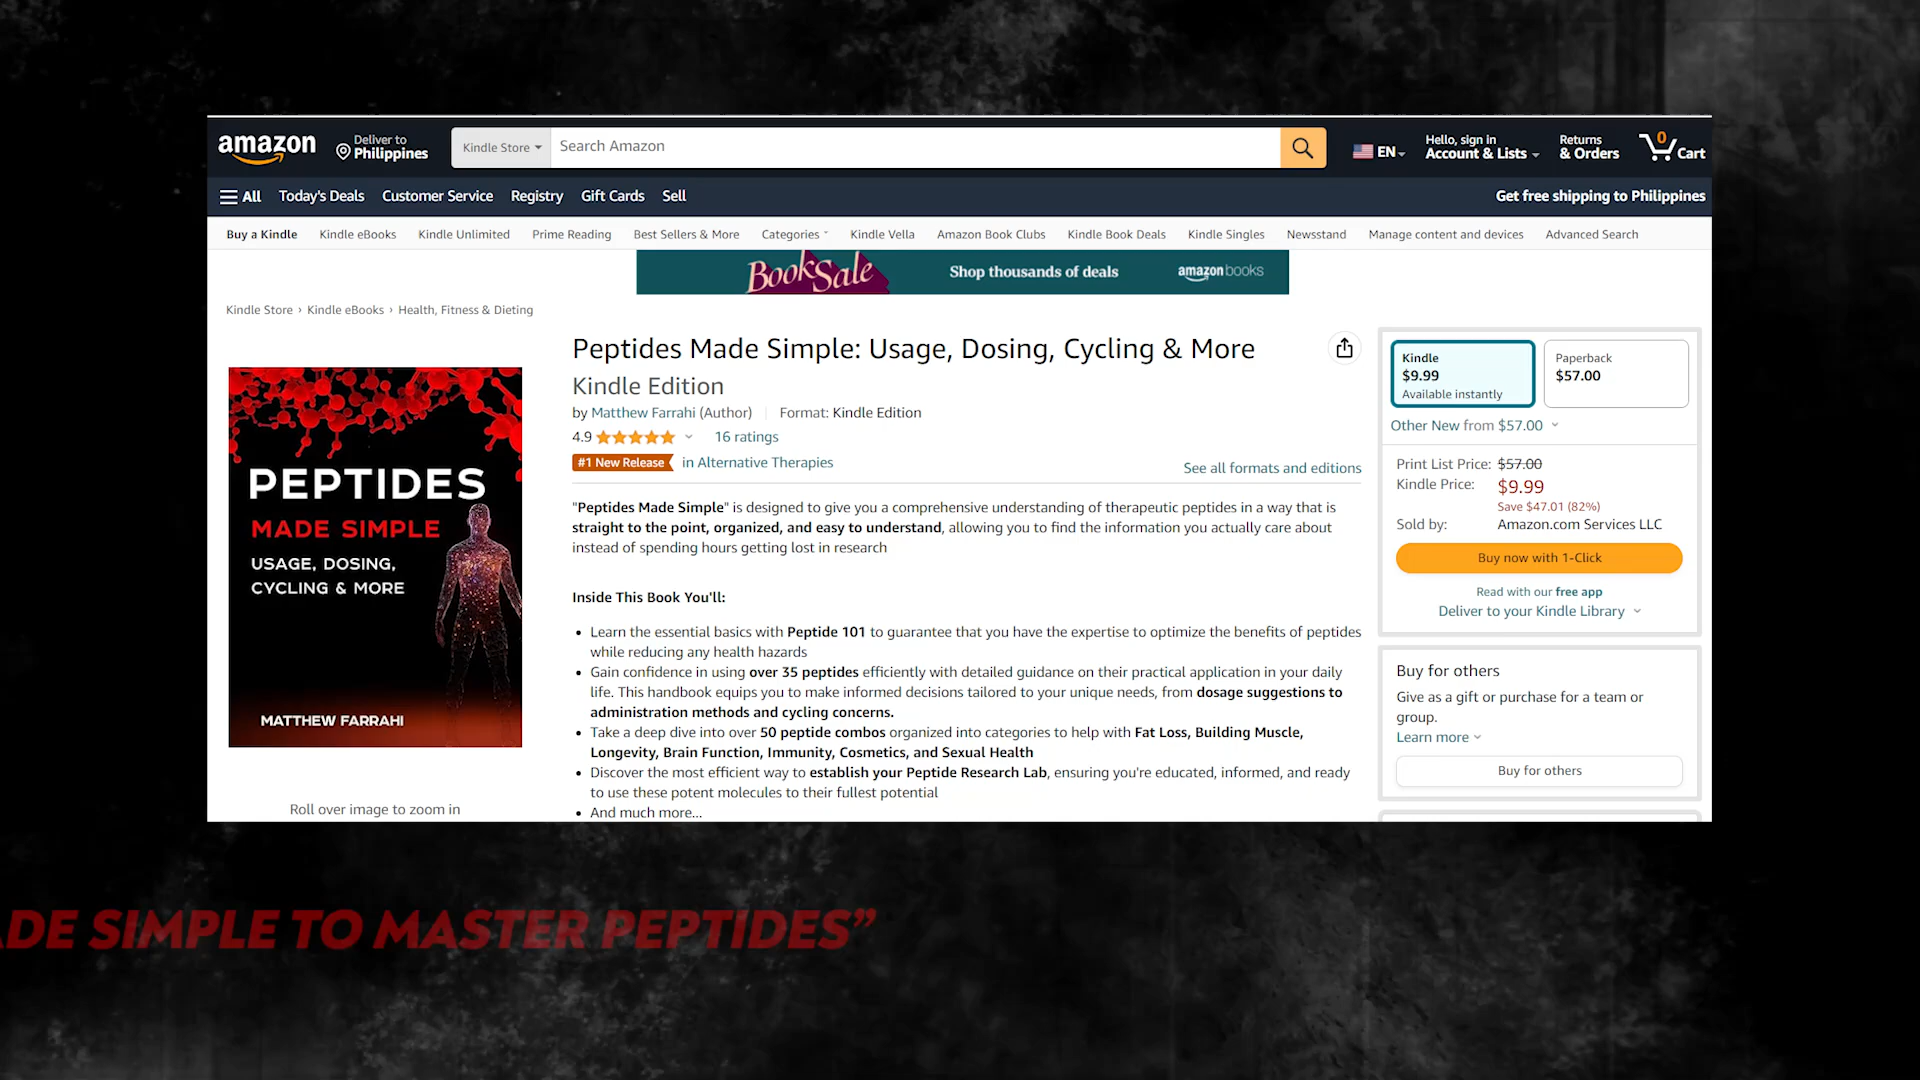 amazon
Deliver to
Philippines
Kindle Store
Search Amazon
EN
Hello, sign in
Account & Lists
Returns
& Orders
0
Cart
All
Today's Deals
Customer Service
Registry
Gift Cards
Sell
Get free shipping to Philippines
Buy a Kindle
Kindle eBooks
Kindle Unlimited
Prime Reading
Best Sellers & More
Categories
Kindle Vella
Amazon Book Clubs
Kindle Book Deals
Kindle Singles
Newsstand
Manage content and devices
Advanced Search
Book Sale
Shop thousands of deals
amazon books
Kindle Store › Kindle eBooks › Health, Fitness & Dieting
PEPTIDES
MADE SIMPLE
USAGE, DOSING,
CYCLING & MORE
MATTHEW FARRAHI
Roll over image to zoom in
Peptides Made Simple: Usage, Dosing, Cycling & More
Kindle Edition
by Matthew Farrahi (Author)
Format: Kindle Edition
4.9
16 ratings
#1 New Release
in Alternative Therapies
See all formats and editions
"Peptides Made Simple" is designed to give you a comprehensive understanding of therapeutic peptides in a way that is
straight to the point, organized, and easy to understand, allowing you to find the information you actually care about
instead of spending hours getting lost in research
Inside This Book You'll:
• Learn the essential basics with Peptide 101 to guarantee that you have the expertise to optimize the benefits of peptides
while reducing any health hazards
• Gain confidence in using over 35 peptides efficiently with detailed guidance on their practical application in your daily
life. This handbook equips you to make informed decisions tailored to your unique needs, from dosage suggestions to
administration methods and cycling concerns.
• Take a deep dive into over 50 peptide combos organized into categories to help with Fat Loss, Building Muscle,
Longevity, Brain Function, Immunity, Cosmetics, and Sexual Health
• Discover the most efficient way to establish your Peptide Research Lab, ensuring you're educated, informed, and ready
to use these potent molecules to their fullest potential
• And much more...
Kindle
$9.99
Available instantly
Paperback
$57.00
Other New from $57.00
Print List Price: $57.00
Kindle Price: $9.99
Save $47.01 (82%)
Sold by: Amazon.com Services LLC
Buy now with 1-Click
Read with our free app
Deliver to your Kindle Library
Buy for others
Give as a gift or purchase for a team or
group.
Learn more
Buy for others
ADE SIMPLE TO MASTER PEPTIDES”